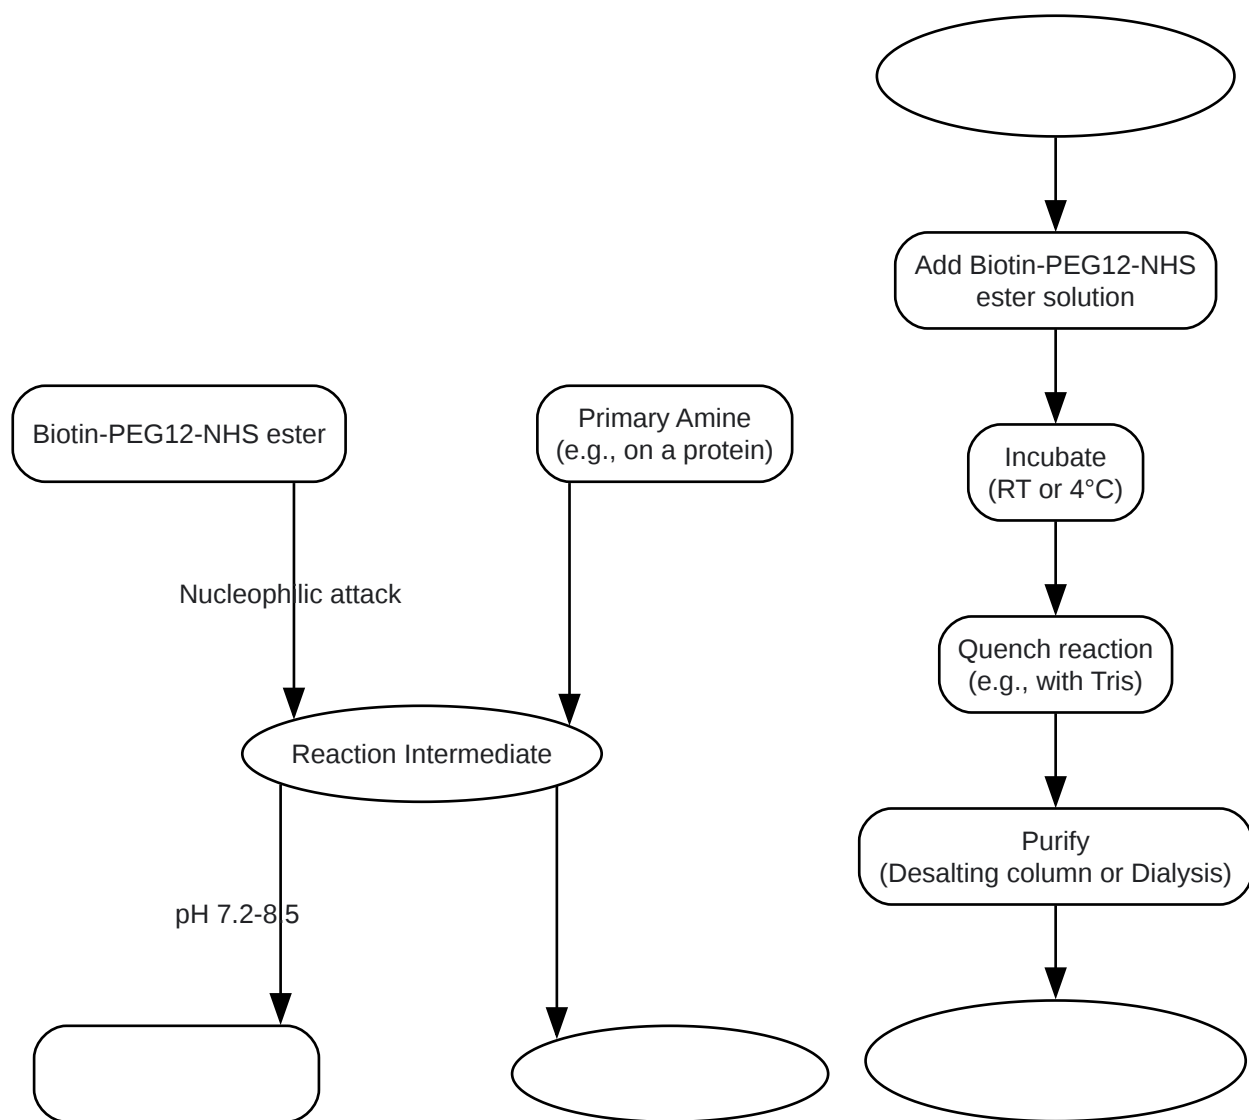 Biotin-PEG12-NHS ester
Primary Amine
(e.g., on a protein)
Nucleophilic attack
Reaction Intermediate
pH 7.2-8.5
Add Biotin-PEG12-NHS
ester solution
Incubate
(RT or 4°C)
Quench reaction
(e.g., with Tris)
Purify
(Desalting column or Dialysis)